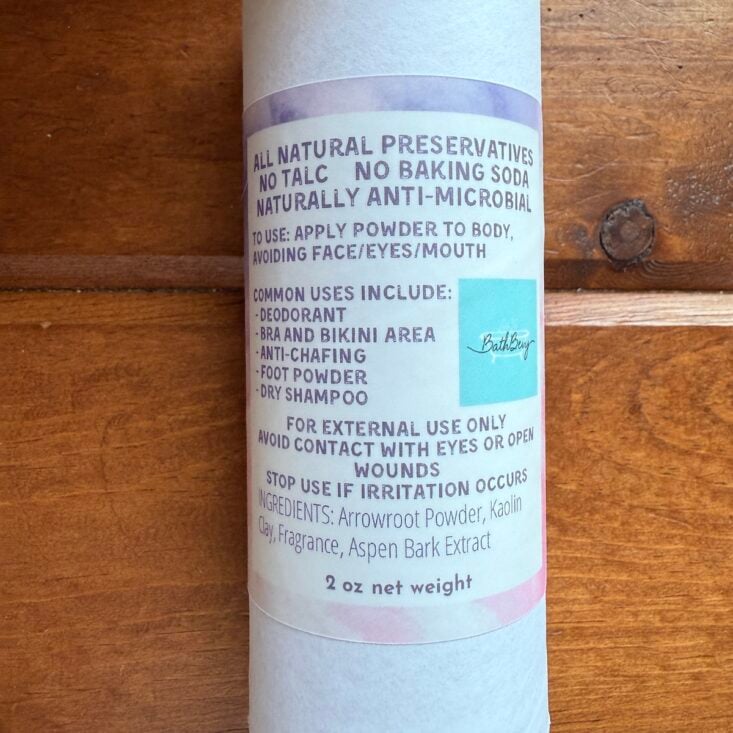 ALL NATURAL PRESERVATIVES
NO TALC NO BAKING SODA
NATURALLY ANTI-MICROBIAL
TO USE: APPLY POWDER TO BODY,
AVOIDING FACE/EYES/MOUTH
COMMON USES INCLUDE:
-DEODORANT
-BRA AND BIKINI AREA
-ANTI-CHAFING
-FOOT POWDER
-DRY SHAMPOO
BathBevy
FOR EXTERNAL USE ONLY
AVOID CONTACT WITH EYES OR OPEN
WOUNDS
STOP USE IF IRRITATION OCCURS
INGREDIENTS: Arrowroot Powder, Kaolin
Clay, Fragrance, Aspen Bark Extract
2 oz net weight